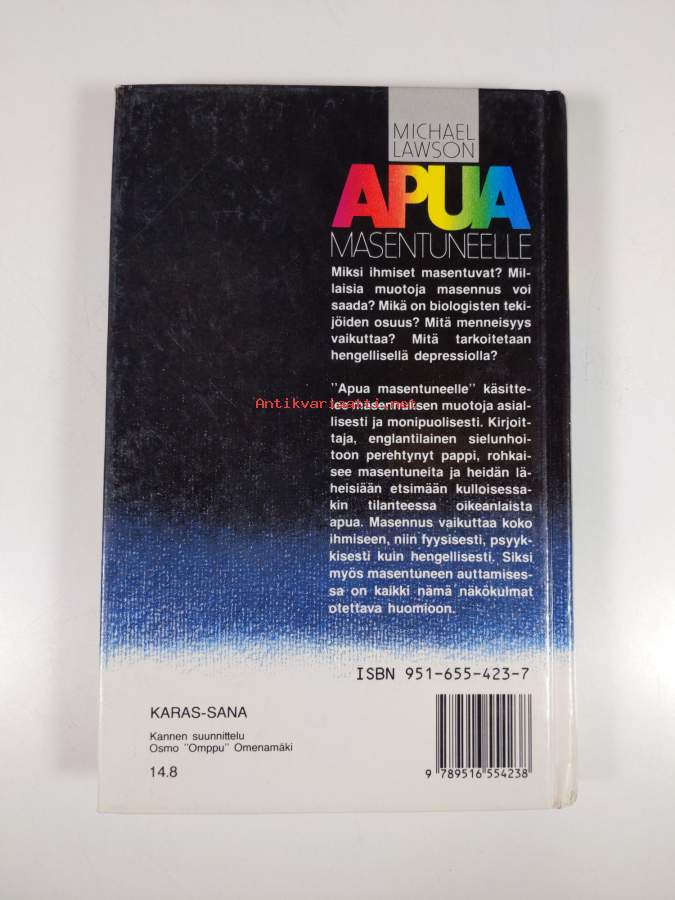 MICHAEL
LAWSON
APUA
MASENTUNEELLE
Miksi ihmiset masentuvat? Mil-
laisia muotoja masennus voi
saada? Mikä on biologisten teki-
jöiden osuus? Mitä menneisyys
vaikuttaa? Mitä tarkoitetaan
hengellisellä depressiolla?
"Apua masentuneelle" käsitte-
Antikvariaatti.net
lee masennuksen muotoja asial-
lisesti ja monipuolisesti. Kirjoit-
taja, englantilainen sielunhoi-
toon perehtynyt pappi, rohkai-
see masentuneita ja heidän lä-
heisiään etsimään kulloisessa-
kin tilanteessa oikeanlaista
apua. Masennus vaikuttaa koko
ihmiseen, niin fyysisesti, psyyk-
kisesti kuin hengellisesti. Siksi
myös masentuneen auttamises-
sa on kaikki nämä näkökulmat
otettava huomioon.
ISBN 951-655-423-7
KARAS-SANA
Kannen suunnittelu
Osmo "Omppu" Omenamäki
14.8
9 789516 554238